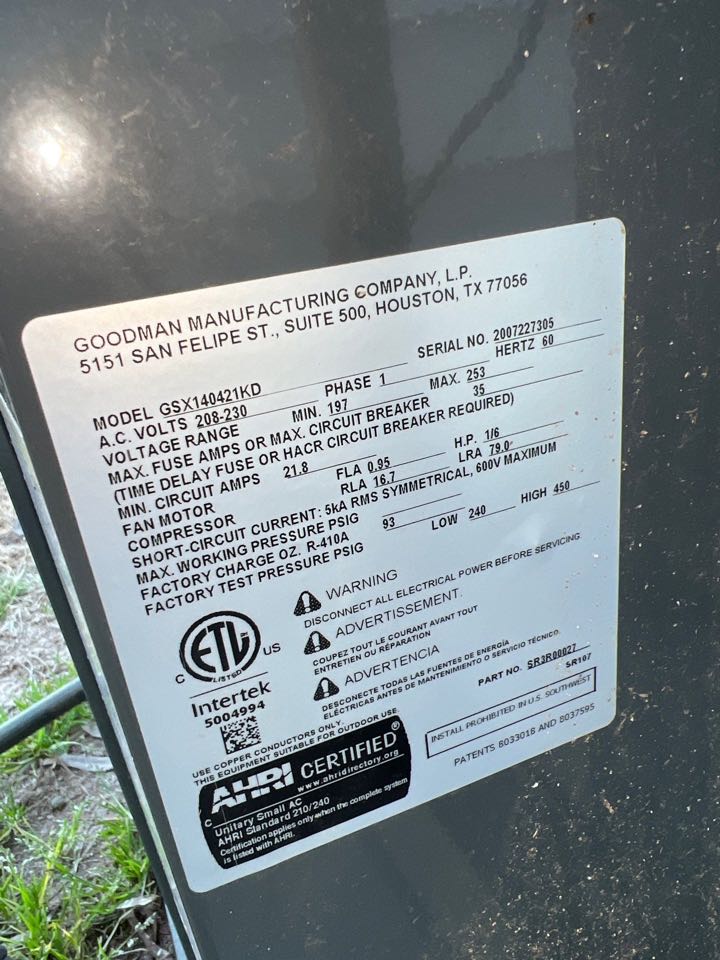 GOODMAN MANUFACTURING COMPANY, L.P.
5151 SAN FELIPE ST., SUITE 500, HOUSTON, TX 77056
MODEL GSX140421KD SERIAL NO. 2007227305
A.C. VOLTS 208-230 PHASE 1 HERTZ 60
VOLTAGE RANGE MIN. 197 MAX. 253
MAX. FUSE AMPS OR MAX. CIRCUIT BREAKER 35
(TIME DELAY FUSE OR HACR CIRCUIT BREAKER REQUIRED)
MIN. CIRCUIT AMPS 21.8
FAN MOTOR FLA 0.95 H.P. 1/6
COMPRESSOR RLA 16.7 LRA 79.0
SHORT-CIRCUIT CURRENT: 5kA RMS SYMMETRICAL, 600V MAXIMUM
MAX. WORKING PRESSURE PSIG
FACTORY CHARGE OZ. R-410A 93
FACTORY TEST PRESSURE PSIG LOW 240 HIGH 450
WARNING
DISCONNECT ALL ELECTRICAL POWER BEFORE SERVICING
ADVERTISSEMENT.
COUPEZ TOUT LE COURANT AVANT TOUT
ENTRETIEN OU RÉPARATION
ADVERTENCIA
DESCONECTE TODAS LAS FUENTES DE ENERGÍA
ELÉCTRICAS ANTES DE MANTENIMIENTO O SERVICIO TÉCNICO.
C ETL US
LISTED
Intertek
5004994
PART NO. SR3R00027
SR107
INSTALL PROHIBITED IN U.S. SOUTHWEST
PATENTS 8033018 AND 8037595
USE COPPER CONDUCTORS ONLY.
THIS EQUIPMENT SUITABLE FOR OUTDOOR USE.
C AHRI CERTIFIED®
www.ahridirectory.org
Unitary Small AC
AHRI Standard 210/240
Certification applies only when the complete system
is listed with AHRI.